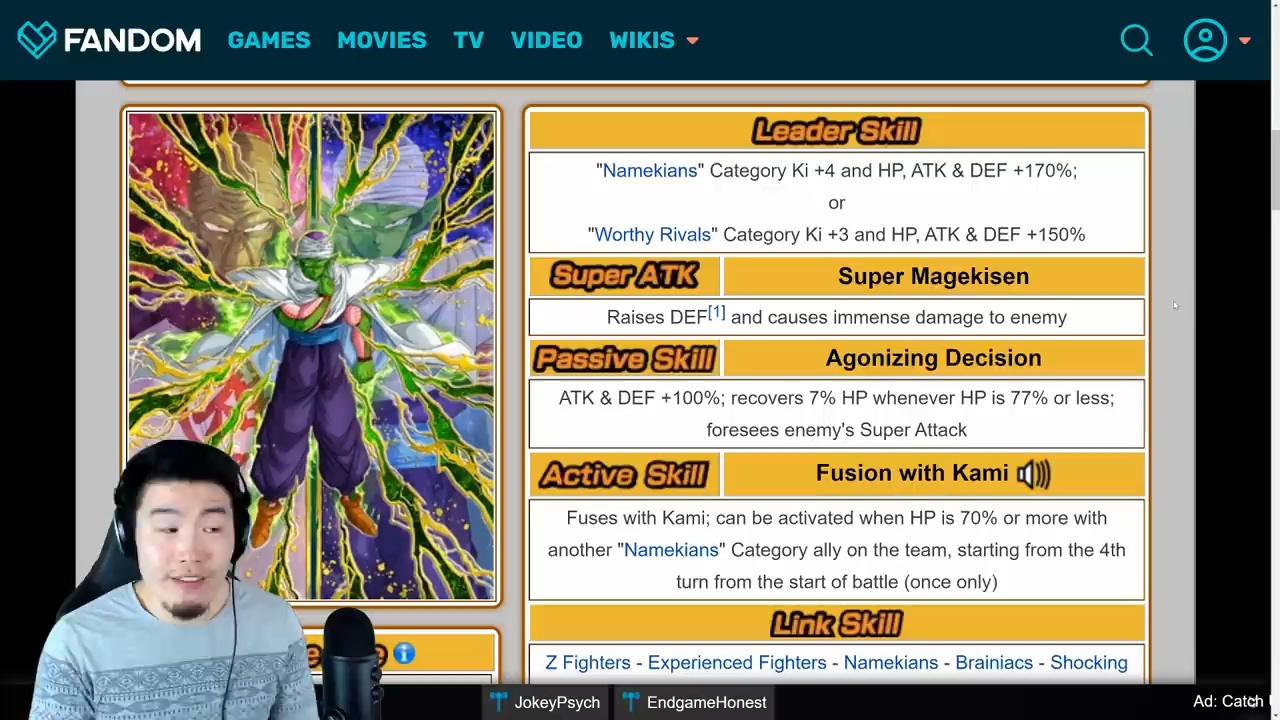 FANDOM GAMES MOVIES TV VIDEO WIKIS
Leader Skill
"Namekians" Category Ki +4 and HP, ATK & DEF +170%;
or
"Worthy Rivals" Category Ki +3 and HP, ATK & DEF +150%
Super ATK Super Magekisen
Raises DEF[1] and causes immense damage to enemy
Passive Skill Agonizing Decision
ATK & DEF +100%; recovers 7% HP whenever HP is 77% or less;
foresees enemy's Super Attack
Active Skill Fusion with Kami
Fuses with Kami; can be activated when HP is 70% or more with
another "Namekians" Category ally on the team, starting from the 4th
turn from the start of battle (once only)
Link Skill
Z Fighters - Experienced Fighters - Namekians - Brainiacs - Shocking
JokeyPsych EndgameHonest Ad: Catch